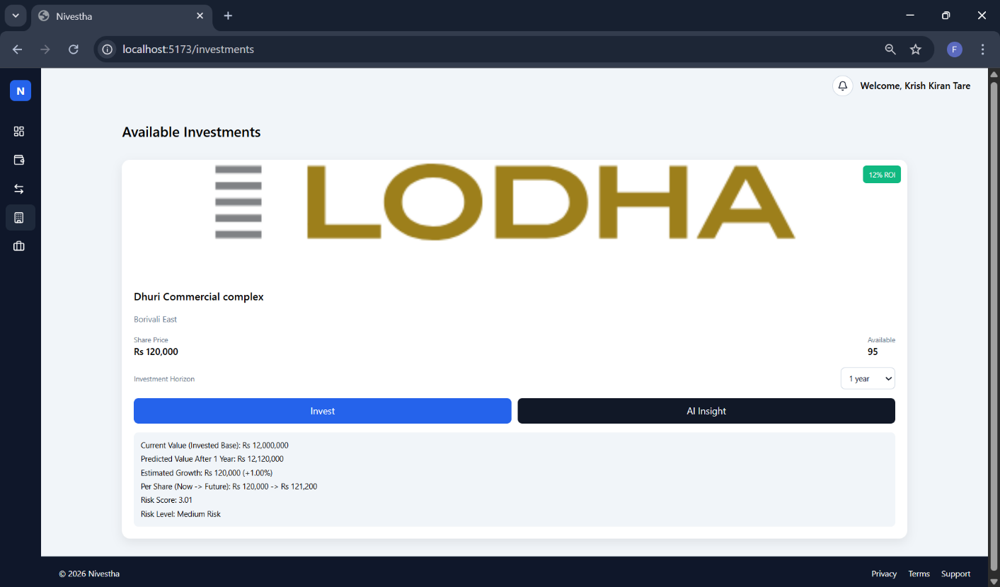 Nivestha
localhost:5173/investments
F
N
Welcome, Krish Kiran Tare
Available Investments
LODHA
12% ROI
Dhuri Commercial complex
Borivali East
Share Price
Available
Rs 120,000
95
Investment Horizon
1 year
Invest
AI Insight
Current Value (Invested Base): Rs 12,000,000
Predicted Value After 1 Year: Rs 12,120,000
Estimated Growth: Rs 120,000 (+1.00%)
Per Share (Now -> Future): Rs 120,000 -> Rs 121,200
Risk Score: 3.01
Risk Level: Medium Risk
© 2026 Nivestha
Privacy Terms Support